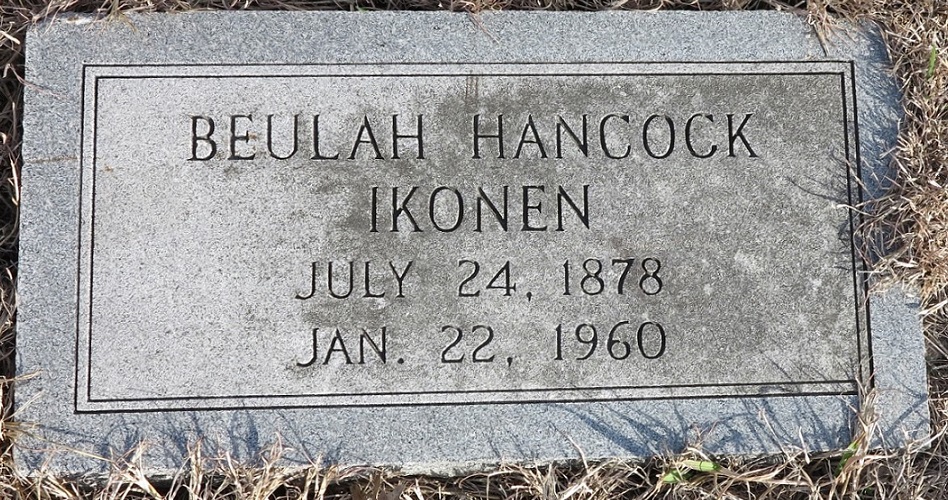 BEULAH HANCOCK
IKONEN
JULY 24, 1878
JAN. 22, 1960